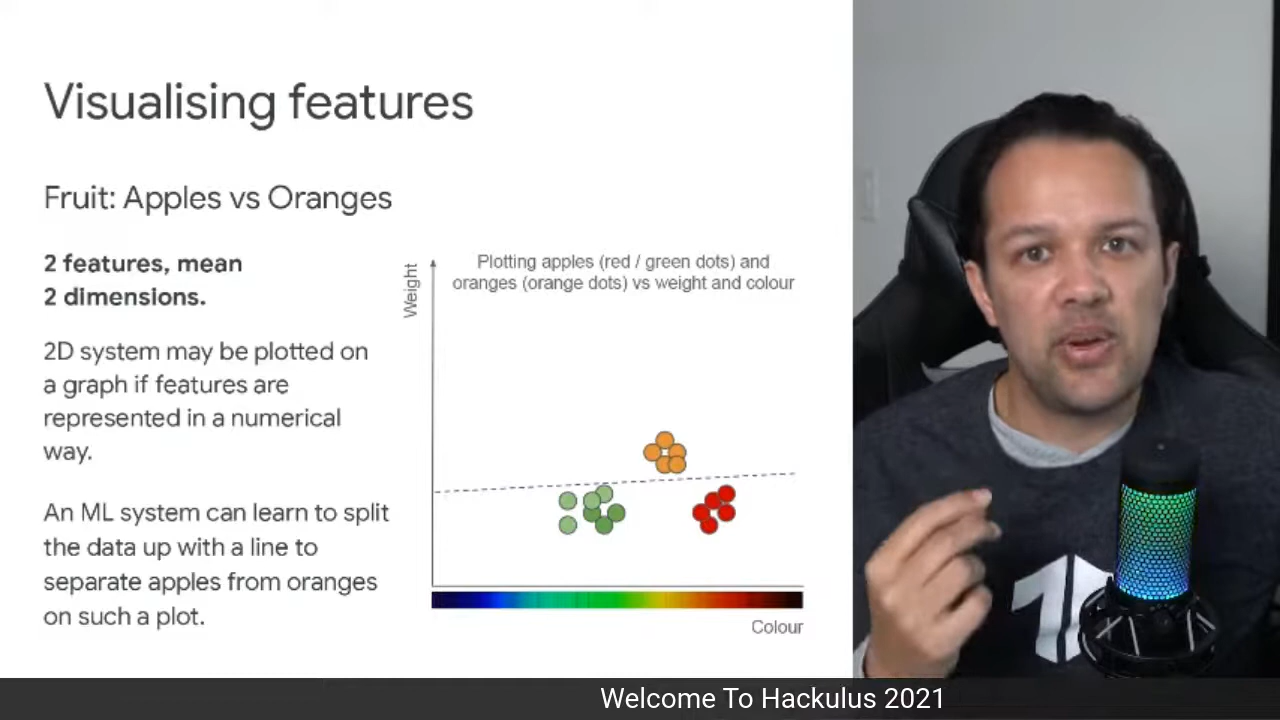 Visualising features
Fruit: Apples vs Oranges
2 features, mean
2 dimensions.
2D system may be plotted on
a graph if features are
represented in a numerical
way.
An ML system can learn to split
the data up with a line to
separate apples from oranges
on such a plot.
Weight
Plotting apples (red / green dots) and
oranges (orange dots) vs weight and colour
Colour
Welcome To Hackulus 2021